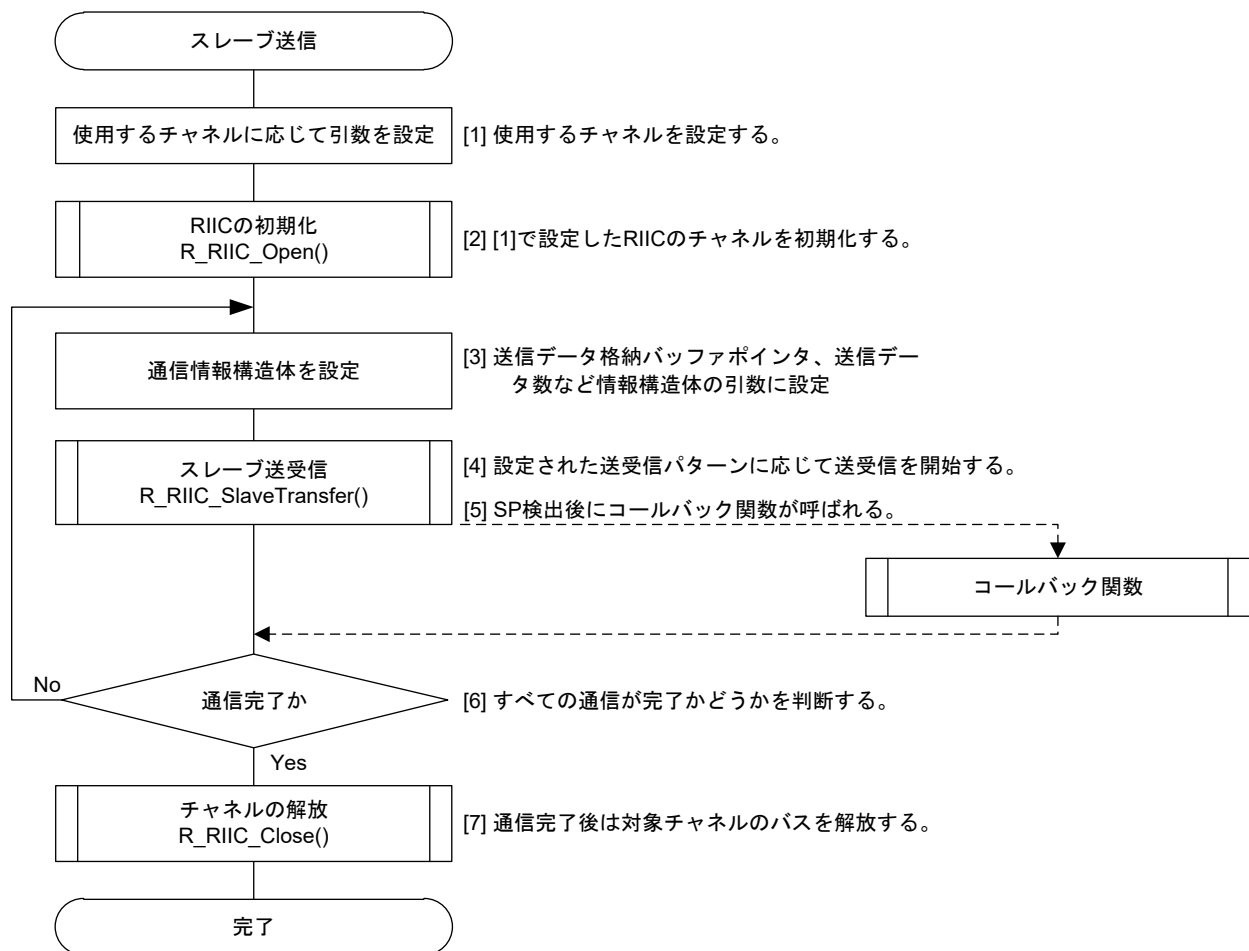 スレーブ送信
使用するチャネルに応じて引数を設定
[1] 使用するチャネルを設定する。
RIICの初期化
R_RIIC_Open()
[2] [1]で設定したRIICのチャネルを初期化する。
通信情報構造体を設定
[3] 送信データ格納バッファポインタ、送信デー
タ数など情報構造体の引数に設定
スレーブ送受信
R_RIIC_SlaveTransfer()
[4] 設定された送受信パターンに応じて送受信を開始する。
[5] SP検出後にコールバック関数が呼ばれる。
コールバック関数
No
通信完了か
[6] すべての通信が完了かどうかを判断する。
Yes
チャネルの解放
R_RIIC_Close()
[7] 通信完了後は対象チャネルのバスを解放する。
完了